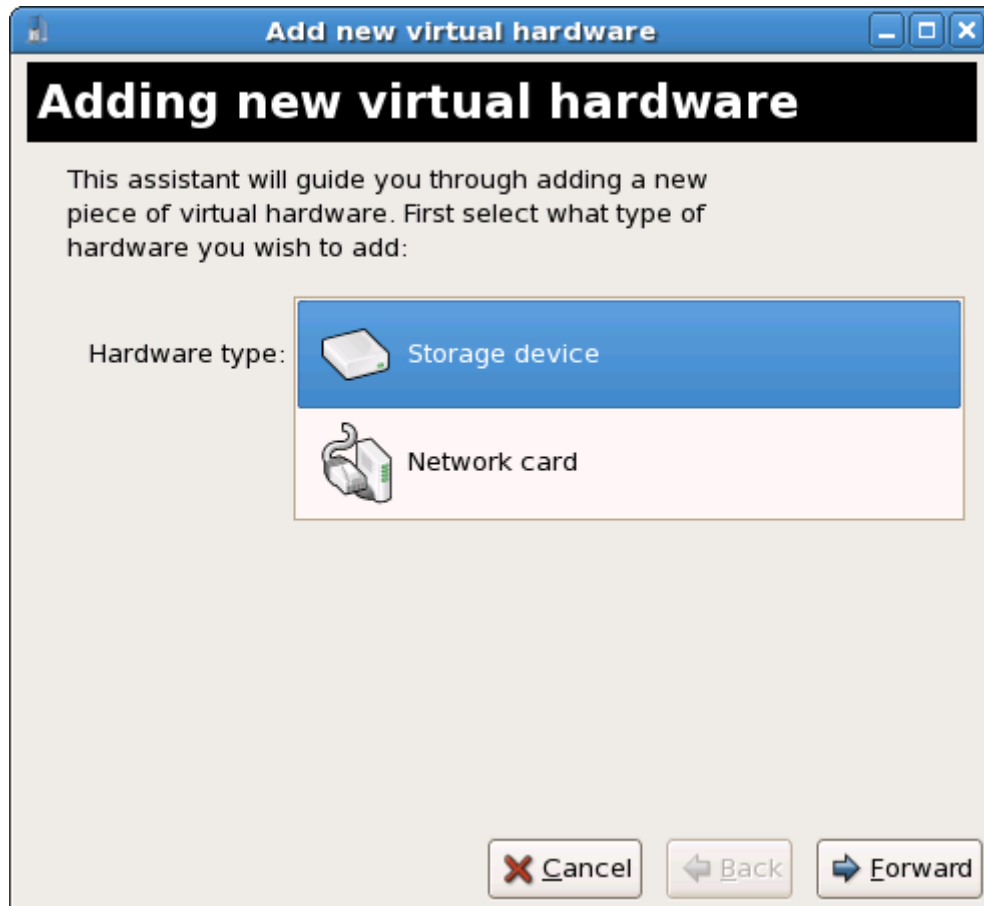 Add new virtual hardware
Adding new virtual hardware
This assistant will guide you through adding a new
piece of virtual hardware. First select what type of
hardware you wish to add:
Hardware type:
Storage device
Network card
Cancel
Back
Forward